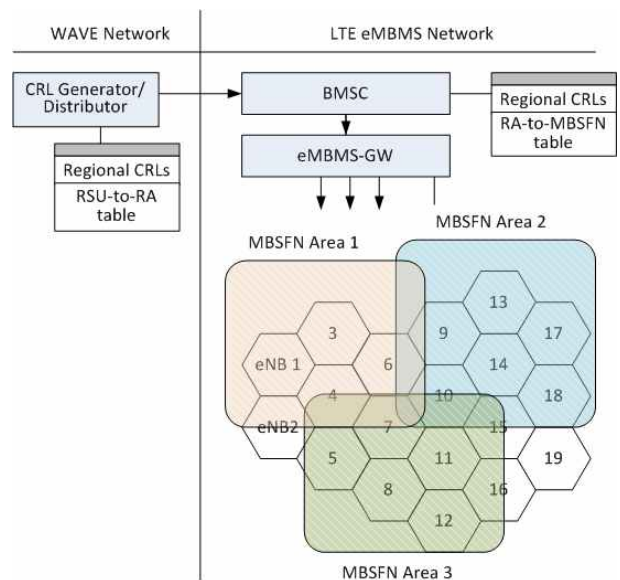 WAVE Network
LTE eMBMS Network
CRL Generator/
Distributor
BMSC
Regional CRLs
RA-to-MBSFN
table
eMBMS-GW
Regional CRLs
RSU-to-RA
table
MBSFN Area 1
MBSFN Area 2
13
3
9
17
eNB 1
6
14
4
10
18
eNB2
7
15
5
11
19
8
16
12
MBSFN Area 3